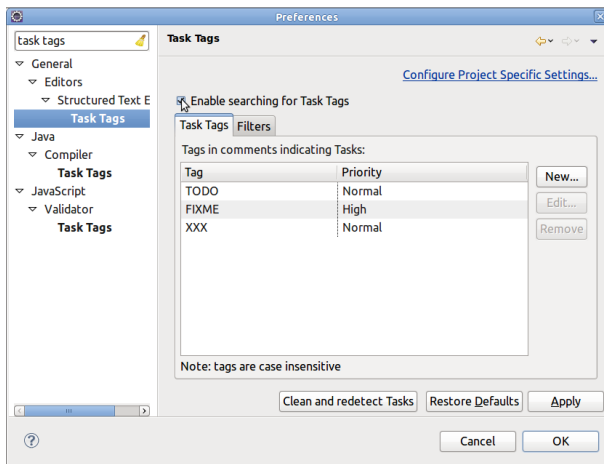 Preferences
task tags
Task Tags
General
Editors
Structured Text E
Task Tags
Java
Compiler
Task Tags
JavaScript
Validator
Task Tags
Configure Project Specific Settings...
Enable searching for Task Tags
Task Tags Filters
Tags in comments indicating Tasks:
Tag Priority
TODO Normal
FIXME High
XXX Normal
New...
Edit...
Remove
Note: tags are case insensitive
Clean and redetect Tasks Restore Defaults Apply
? Cancel OK